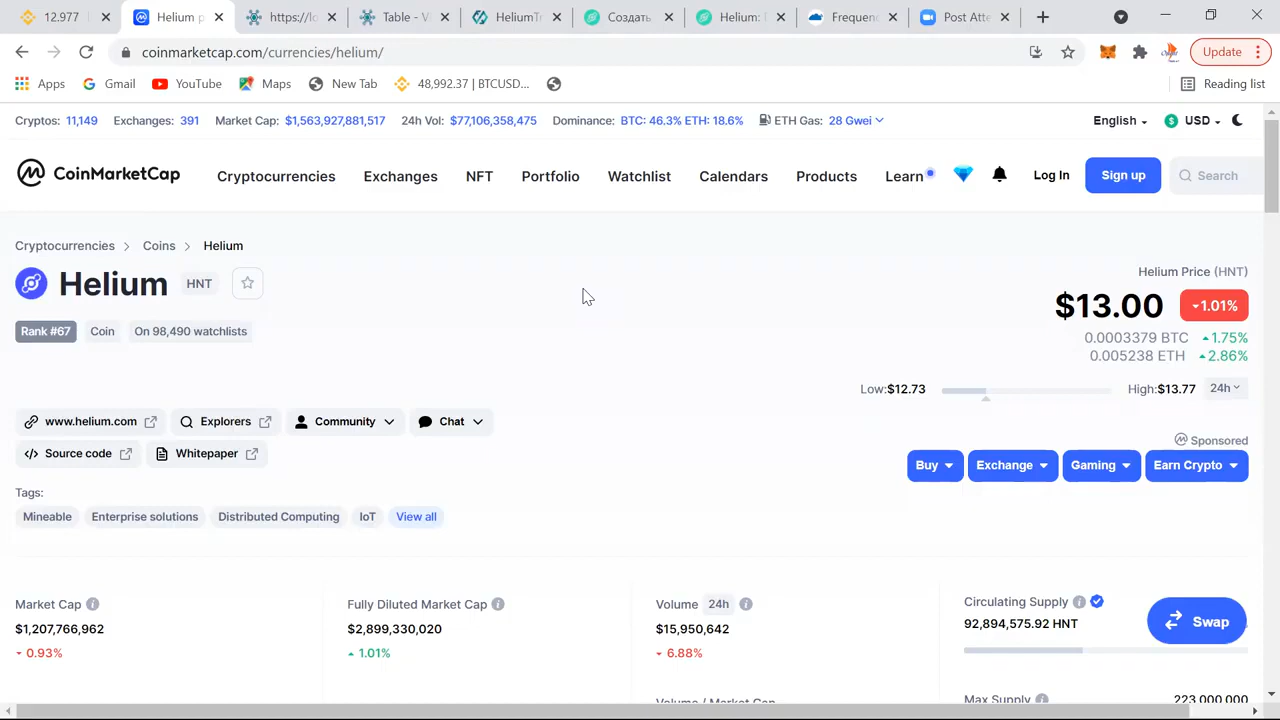 12.977
Helium p
https://lo
Table - V
HeliumTr
Создать
Helium:
Frequenc
Post Atte
coinmarketcap.com/currencies/helium/
Update
Apps
Gmail
YouTube
Maps
New Tab
48,992.37 | BTCUSD...
Reading list
Cryptos: 11,149 Exchanges: 391 Market Cap: $1,563,927,881,517 24h Vol: $77,106,358,475 Dominance: BTC: 46.3% ETH: 18.6% ETH Gas: 28 Gwei
English
USD
CoinMarketCap
Cryptocurrencies
Exchanges
NFT
Portfolio
Watchlist
Calendars
Products
Learn
Log In
Sign up
Search
Cryptocurrencies > Coins > Helium
Helium HNT
Rank #67
Coin
On 98,490 watchlists
Helium Price (HNT)
$13.00 1.01%
0.0003379 BTC 1.75%
0.005238 ETH 2.86%
Low:$12.73 High:$13.77 24h
www.helium.com
Explorers
Community
Chat
Source code
Whitepaper
Sponsored
Buy
Exchange
Gaming
Earn Crypto
Tags:
Mineable
Enterprise solutions
Distributed Computing
IoT
View all
Market Cap
$1,207,766,962
0.93%
Fully Diluted Market Cap
$2,899,330,020
1.01%
Volume 24h
$15,950,642
6.88%
Volume / Market Cap
Circulating Supply
92,894,575.92 HNT
Swap
Max Supply 223,000,000